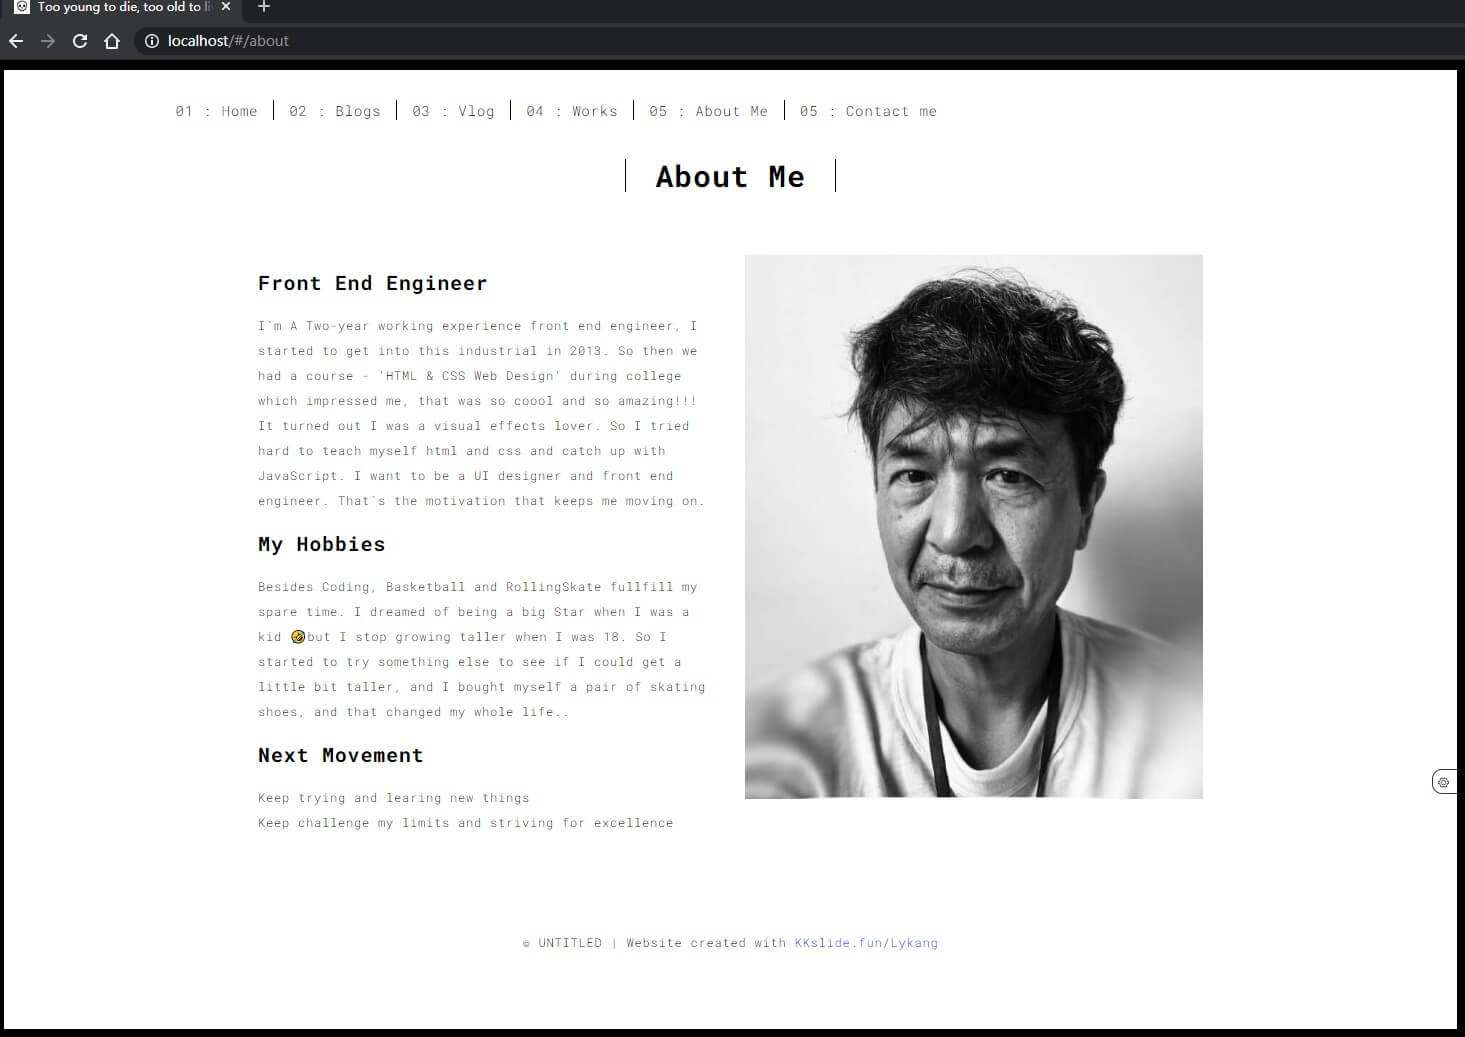 Too young to die, too old to li
localhost/#/about
01 : Home 02 : Blogs 03 : Vlog 04 : Works 05 : About Me 05 : Contact me
About Me
Front End Engineer
I`m A Two-year working experience front end engineer, I
started to get into this industrial in 2013. So then we
had a course - 'HTML & CSS Web Design' during college
which impressed me, that was so coool and so amazing!!!
It turned out I was a visual effects lover. So I tried
hard to teach myself html and css and catch up with
JavaScript. I want to be a UI designer and front end
engineer. That`s the motivation that keeps me moving on.
My Hobbies
Besides Coding, Basketball and RollingSkate fullfill my
spare time. I dreamed of being a big Star when I was a
kid 🤣but I stop growing taller when I was 18. So I
started to try something else to see if I could get a
little bit taller, and I bought myself a pair of skating
shoes, and that changed my whole life..
Next Movement
Keep trying and learing new things
Keep challenge my limits and striving for excellence
© UNTITLED | Website created with KKslide.fun/Lykang